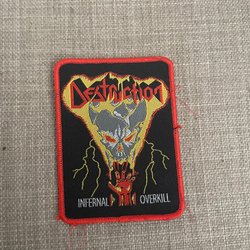 DESTRUCTION
INFERNAL OVERKILL